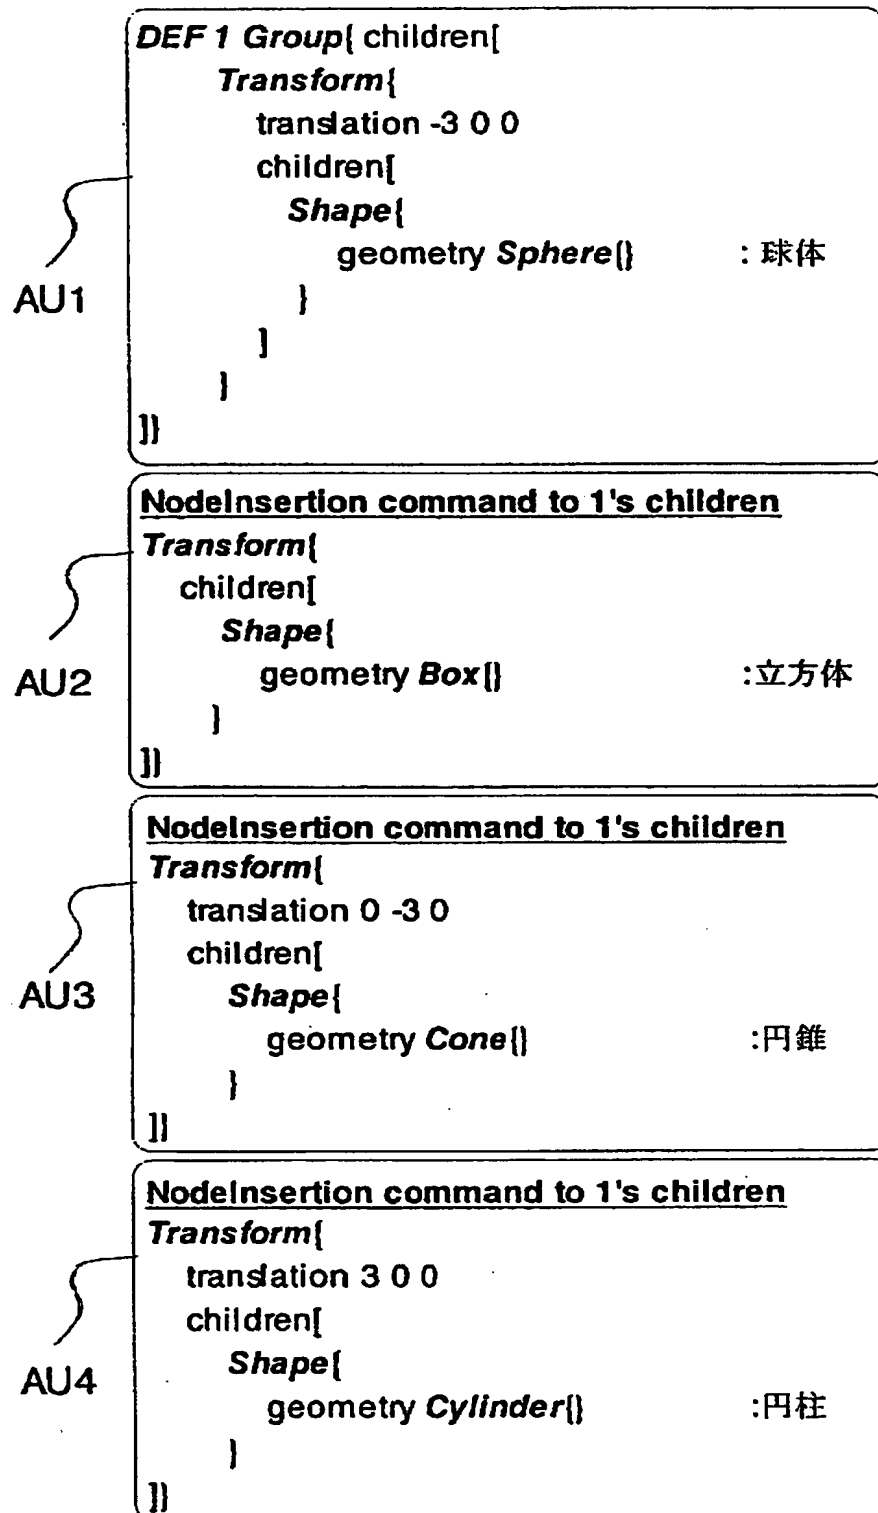 DEF 1 Group{ children[
Transform{
translation -3 0 0
children[
Shape{
geometry Sphere{} : 球体
}
]
}
]}
AU1
NodeInsertion command to 1's children
Transform{
children[
Shape{
geometry Box{} :立方体
}
]}
AU2
NodeInsertion command to 1's children
Transform{
translation 0 -3 0
children[
Shape{
geometry Cone{} :円錐
}
]}
AU3
NodeInsertion command to 1's children
Transform{
translation 3 0 0
children[
Shape{
geometry Cylinder{} :円柱
}
]}
AU4